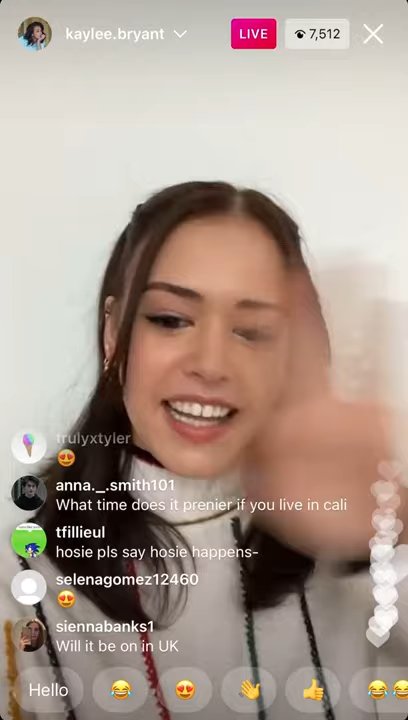 kaylee.bryant
LIVE
7,512
trulyxtyler
😍
anna._.smith101
What time does it prenier if you live in cali
tfillieul
hosie pls say hosie happens-
selenagomez12460
😍
siennabanks1
Will it be on in UK
Hello 😂 😍 👋 👍 😂😂